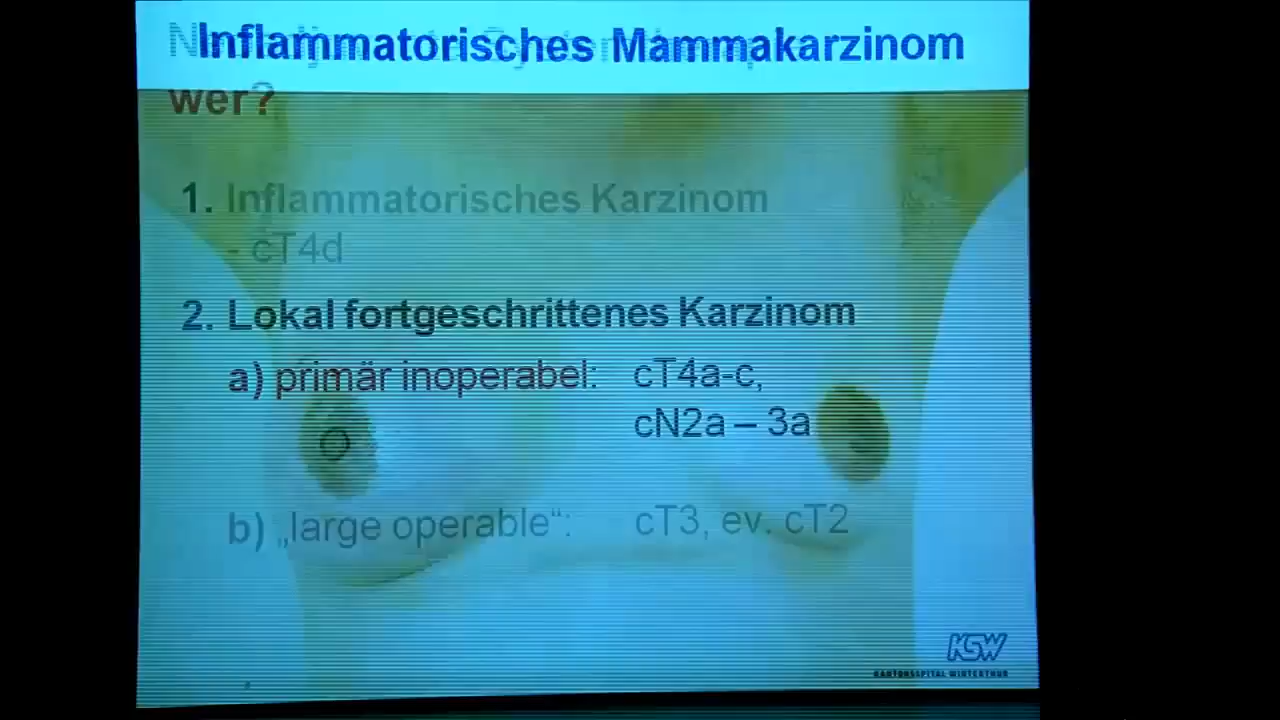 Inflammatorisches Mammakarzinom
wer?
1. Inflammatorisches Karzinom
- cT4d
2. Lokal fortgeschrittenes Karzinom
a) primär inoperabel: cT4a-c,
cN2a – 3a
b) „large operable“: cT3, ev. cT2
KSW
KANTONSSPITAL WINTERTHUR